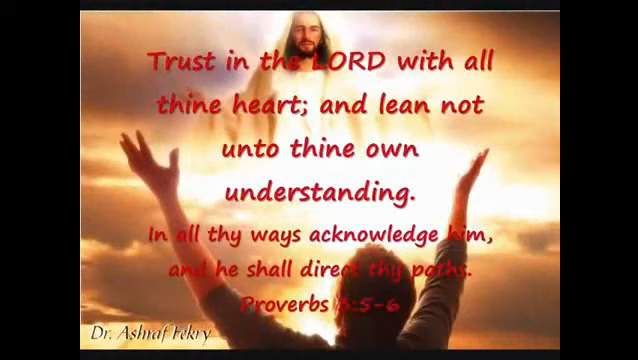 Trust in the LORD with all
thine heart; and lean not
unto thine own
understanding.
In all thy ways acknowledge him,
and he shall direct thy paths.
Proverbs 3:5-6
Dr. Ashraf Fekry